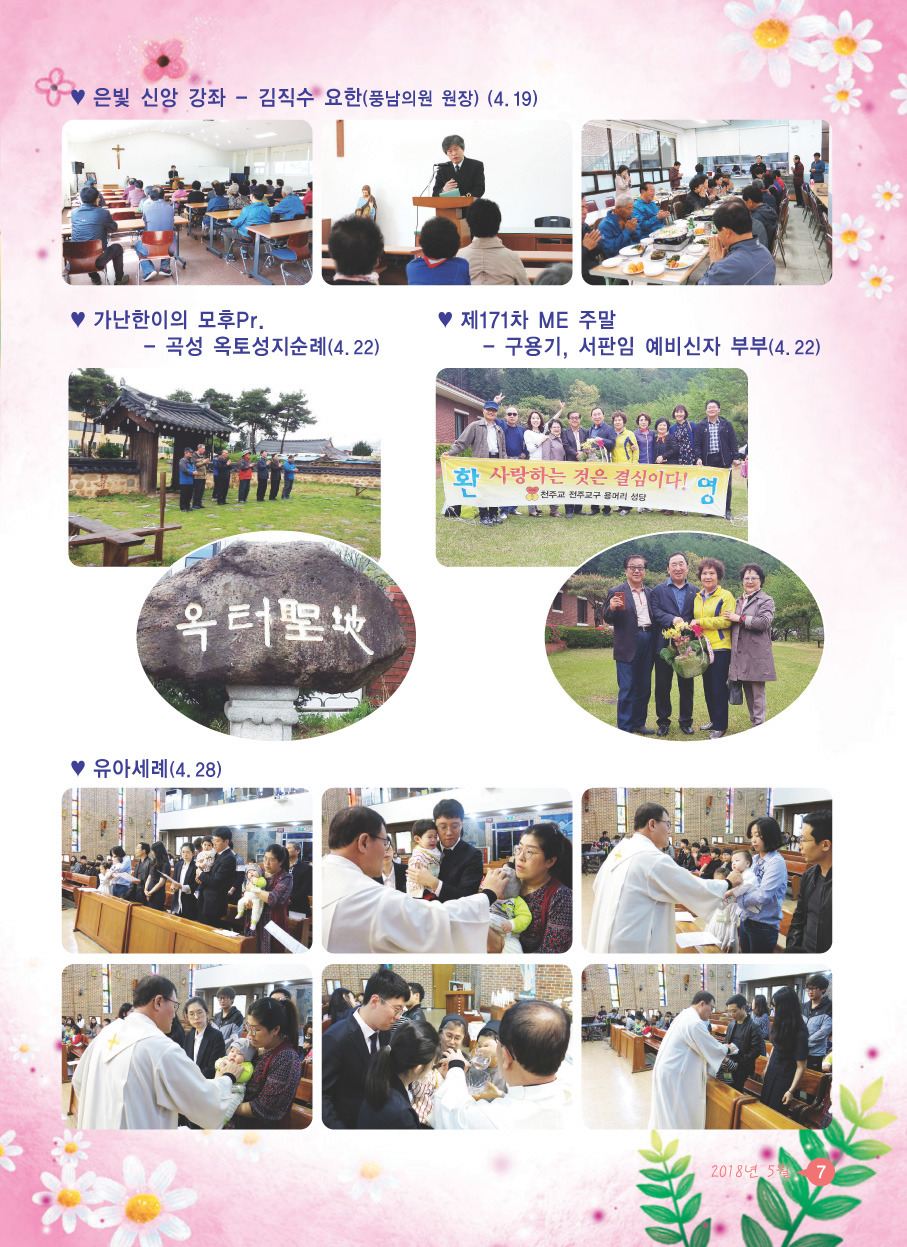 ♥ 은빛 신앙 강좌 - 김직수 요한(풍남의원 원장) (4.19)
♥ 가난한이의 모후Pr.
- 곡성 옥토성지순례(4.22)
♥ 제171차 ME 주말
- 구용기, 서판임 예비신자 부부(4.22)
환 사랑하는 것은 결심이다! 영
천주교 전주교구 용머리 성당
옥터聖地
♥ 유아세례(4.28)
2018년 5월 7